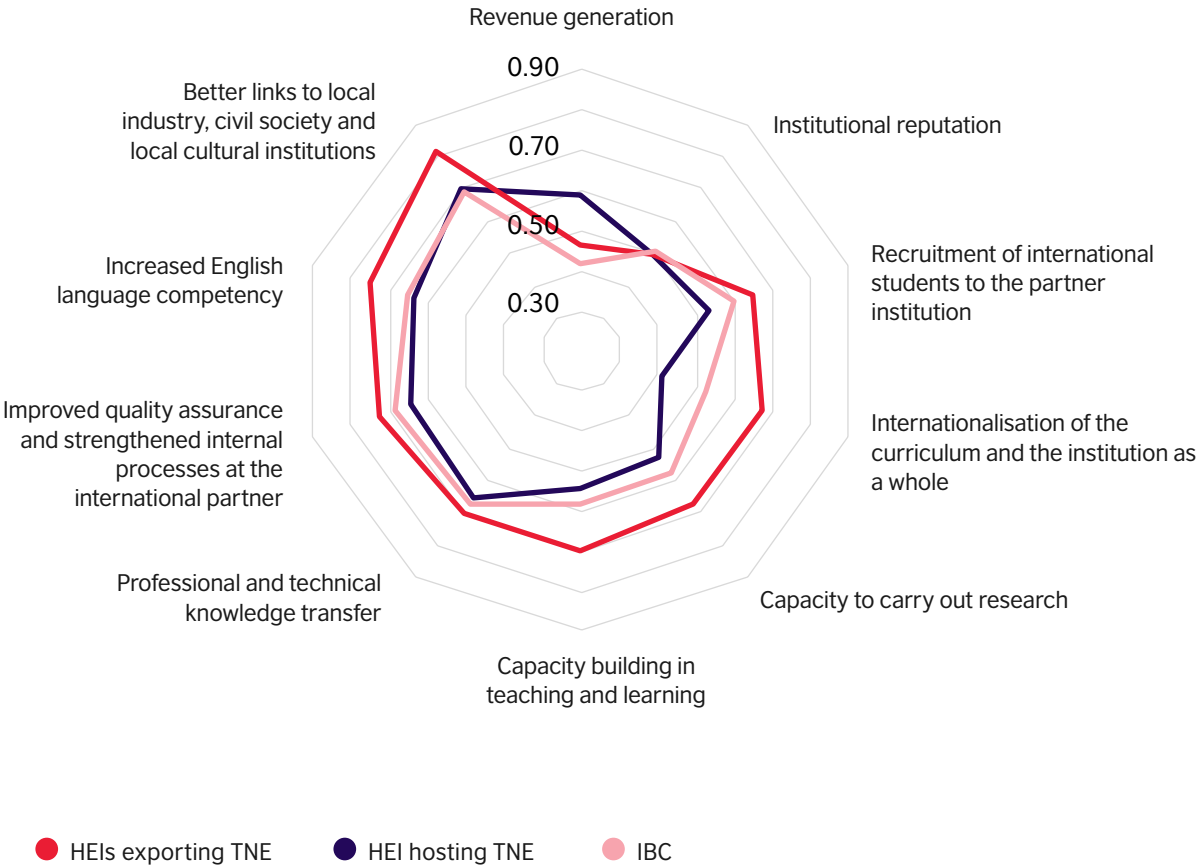 Revenue generation
0.90
Better links to local
industry, civil society and
local cultural institutions
Institutional reputation
0.70
0.50
Recruitment of international
students to the partner
institution
Increased English
language competency
0.30
Improved quality assurance
and strengthened internal
processes at the
international partner
Internationalisation of the
curriculum and the institution as
a whole
Professional and technical
knowledge transfer
Capacity to carry out research
Capacity building in
teaching and learning
HEIs exporting TNE
HEI hosting TNE
IBC